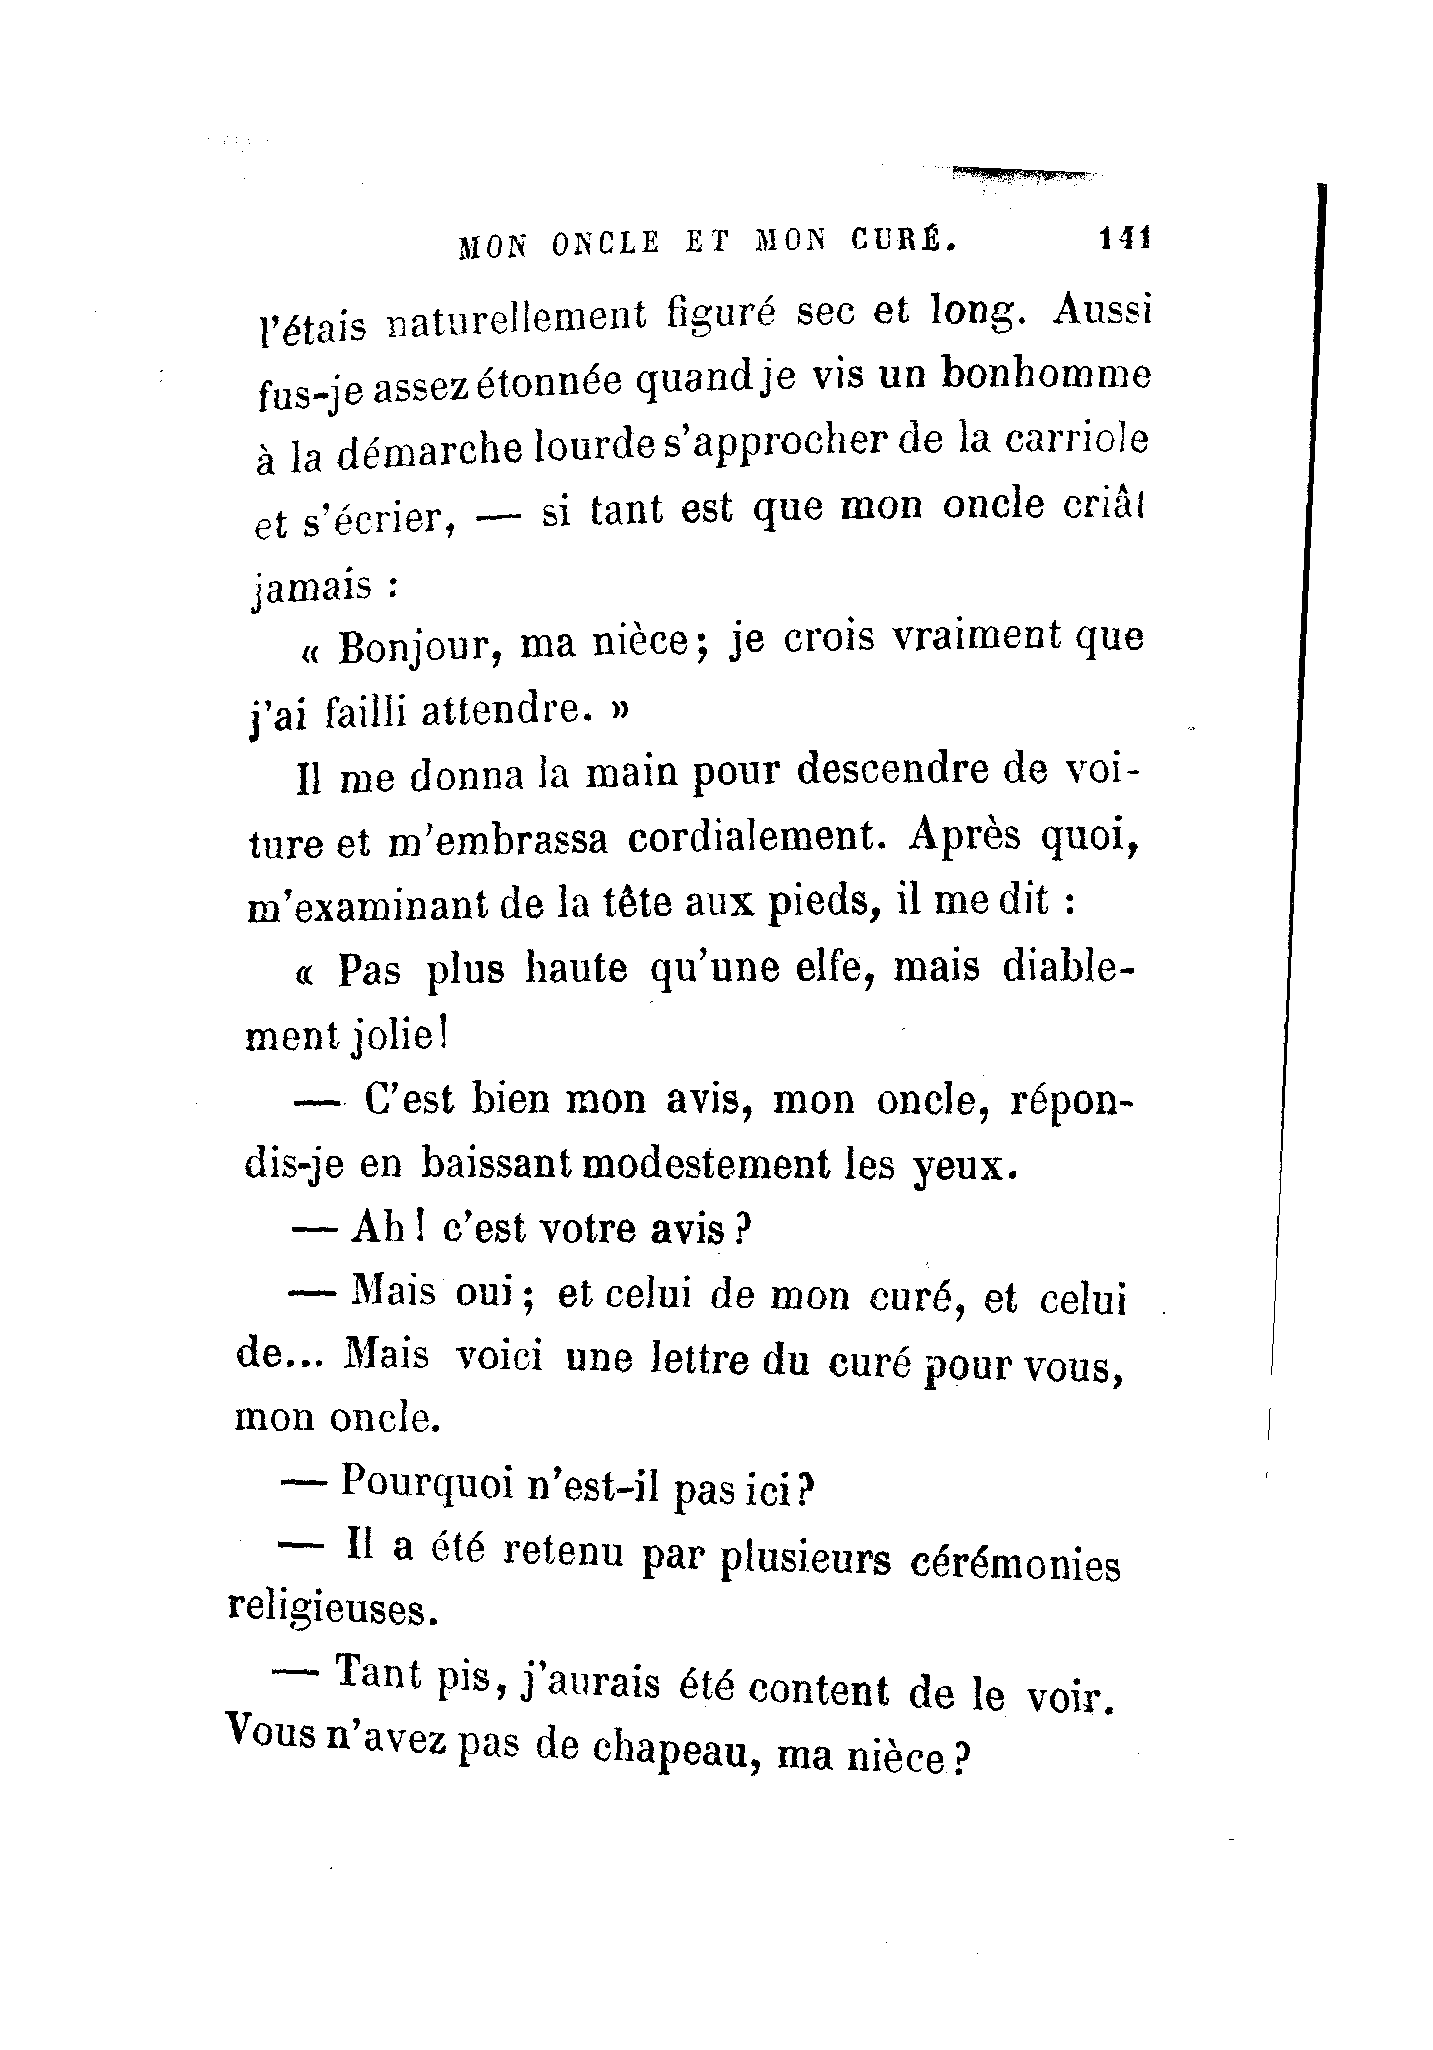 MON ONCLE ET MON CURÉ. 141
l'étais naturellement figuré sec et long. Aussi
fus-je assez étonnée quand je vis un bonhomme
à la démarche lourde s'approcher de la carriole
et s'écrier, — si tant est que mon oncle criât
jamais :
« Bonjour, ma nièce; je crois vraiment que
j'ai failli attendre. »
Il me donna la main pour descendre de voi-
ture et m'embrassa cordialement. Après quoi,
m'examinant de la tête aux pieds, il me dit :
« Pas plus haute qu'une elfe, mais diable-
ment jolie!
— C'est bien mon avis, mon oncle, répon-
dis-je en baissant modestement les yeux.
— Ah! c'est votre avis?
— Mais oui; et celui de mon curé, et celui
de... Mais voici une lettre du curé pour vous,
mon oncle.
— Pourquoi n'est-il pas ici?
— Il a été retenu par plusieurs cérémonies
religieuses.
— Tant pis, j'aurais été content de le voir.
Vous n'avez pas de chapeau, ma nièce?